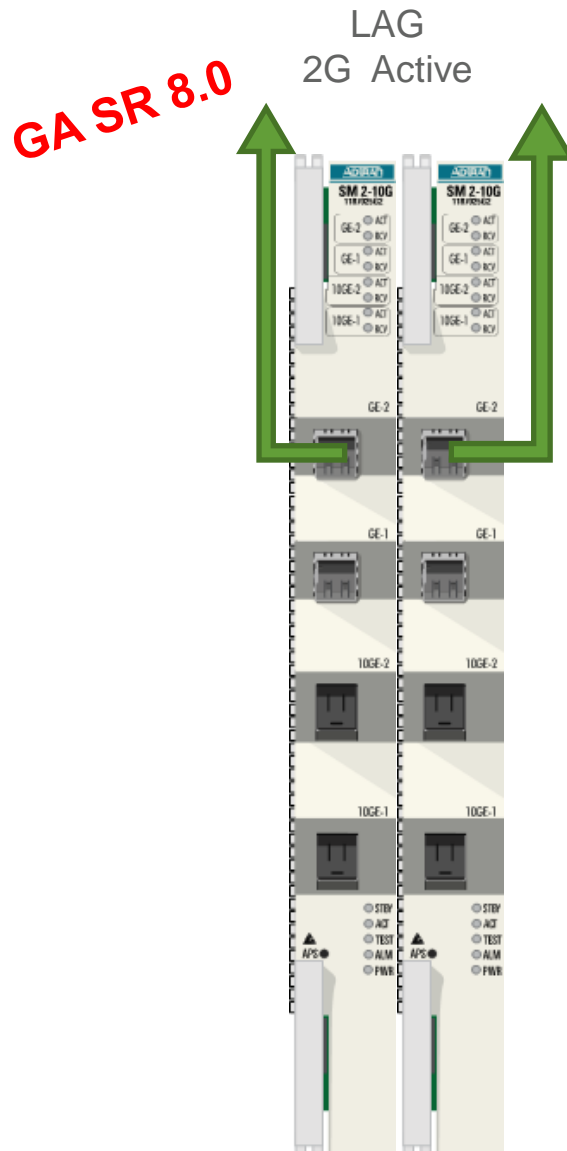 LAG
2G Active
GA SR 8.0
ADTRAN
SM 2-10G
GE-2
ACT
RCV
GE-1
ACT
RCV
10GE-2
ACT
RCV
10GE-1
ACT
RCV
GE-2
GE-1
10GE-2
10GE-1
STBY
ACT
TEST
APS
ALM
PWR
ADTRAN
SM 2-10G
GE-2
ACT
RCV
GE-1
ACT
RCV
10GE-2
ACT
RCV
10GE-1
ACT
RCV
GE-2
GE-1
10GE-2
10GE-1
STBY
ACT
TEST
APS
ALM
PWR